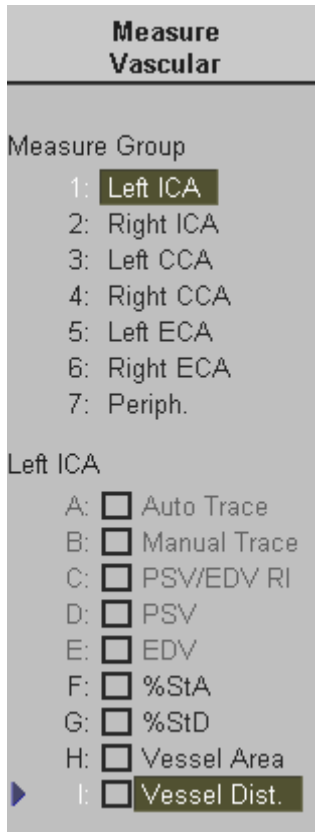 Measure
Vascular
Measure Group
1: Left ICA
2: Right ICA
3: Left CCA
4: Right CCA
5: Left ECA
6: Right ECA
7: Periph.
Left ICA
A: Auto Trace
B: Manual Trace
C: PSV/EDV RI
D: PSV
E: EDV
F: %StA
G: %StD
H: Vessel Area
I: Vessel Dist.